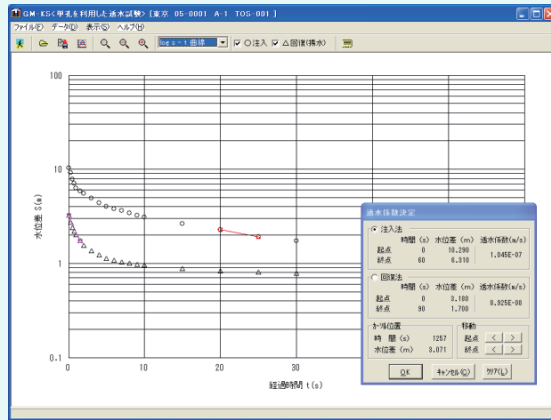 GM-KS<単孔を利用した透水試験> [東京 05-0001 A-1 TOS-001 ]
ファイル(F) データ(D) 表示(S) ヘルプ(H)
log s - t 曲線 ○注入 △回復(揚水)
100
10
1
0.1
水位差 S(m)
0 10 20 30
経過時間 t(s)
透水係数決定
注入法
時間 (s) 水位差 (m) 透水係数(m/s)
起点 0 10.290
1.045E-07
終点 60 6.310
回復法
時間 (s) 水位差 (m) 透水係数(m/s)
起点 0 3.180
8.925E-08
終点 90 1.700
カーソル位置
時 間 (s) 1257
水位差 (m) 3.071
移動
起点 < >
終点 < >
OK キャンセル(C) クリア(L)